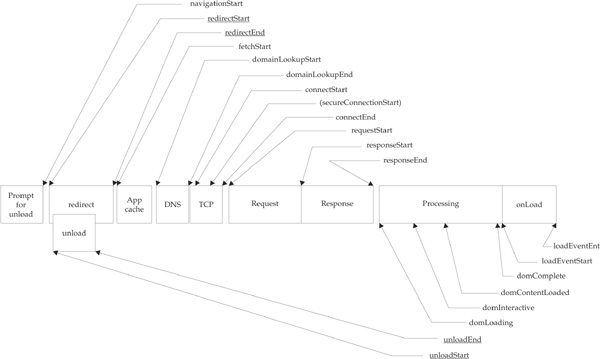 navigationStart
redirectStart
redirectEnd
fetchStart
domainLookupStart
domainLookupEnd
connectStart
(secureConnectionStart)
connectEnd
requestStart
responseStart
responseEnd
Prompt
for
unload
redirect
unload
App
cache
DNS
TCP
Request
Response
Processing
onLoad
loadEventEnt
loadEventStart
domComplete
domContentLoaded
domInteractive
domLoading
unloadEnd
unloadStart